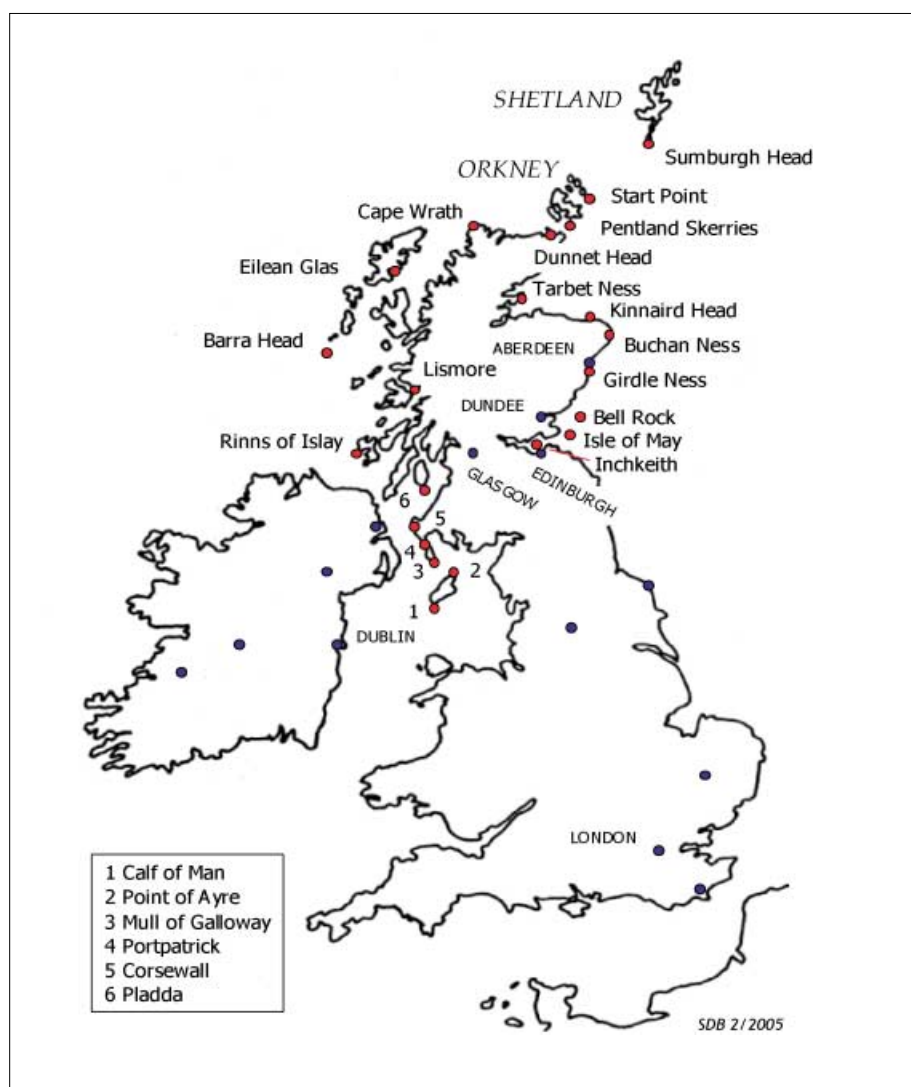 SHETLAND
Sumburgh Head
ORKNEY
Start Point
Cape Wrath
Pentland Skerries
Dunnet Head
Eilean Glas
Tarbet Ness
Kinnaird Head
Barra Head
ABERDEEN
Buchan Ness
Lismore
Girdle Ness
DUNDEE
Bell Rock
Rinns of Islay
Isle of May
Inchkeith
GLASGOW
EDINBURGH
6
5
4
3
2
1
DUBLIN
LONDON
1 Calf of Man
2 Point of Ayre
3 Mull of Galloway
4 Portpatrick
5 Corsewall
6 Pladda
SDB 2/2005